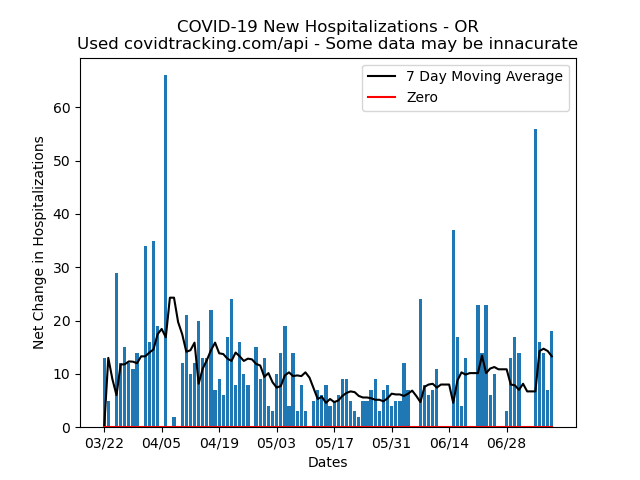 COVID-19 New Hospitalizations - OR
Used covidtracking.com/api - Some data may be innacurate
7 Day Moving Average
Zero
Net Change in Hospitalizations
60
50
40
30
20
10
0
03/22 04/05 04/19 05/03 05/17 05/31 06/14 06/28
Dates